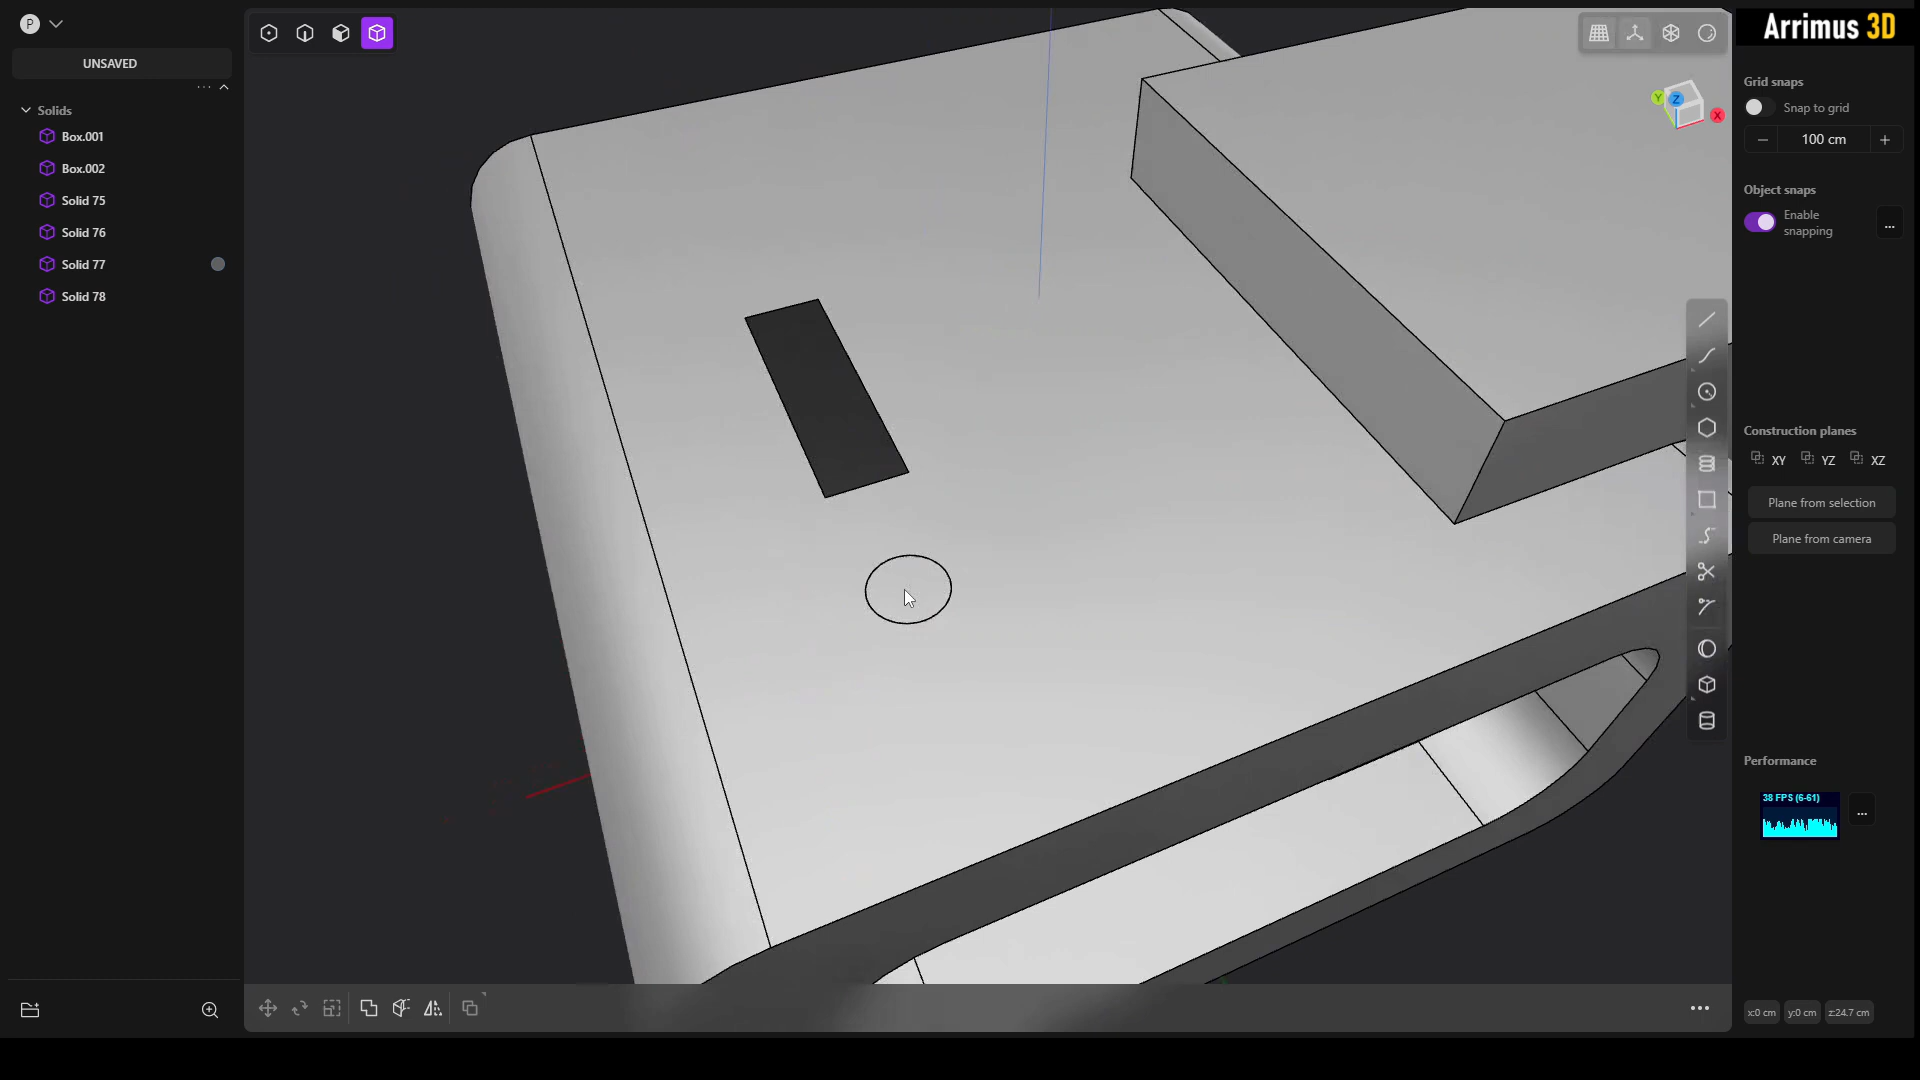 P
UNSAVED
Solids
Box.001
Box.002
Solid 75
Solid 76
Solid 77
Solid 78
Arrimus 3D
Y
Z
X
Grid snaps
Snap to grid
100 cm
Object snaps
Enable
snapping
Construction planes
XY YZ XZ
Plane from selection
Plane from camera
Performance
38 FPS (6-61)
x:0 cm y:0 cm z:24.7 cm